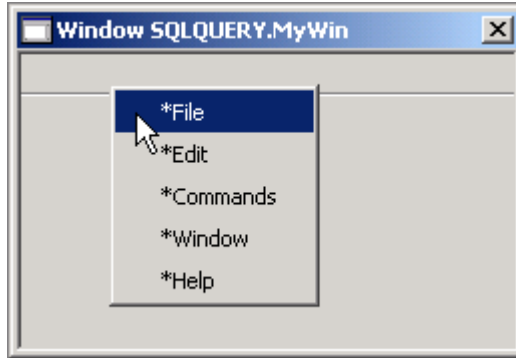 Window SQLQUERY.MyWin
*File
*Edit
*Commands
*Window
*Help